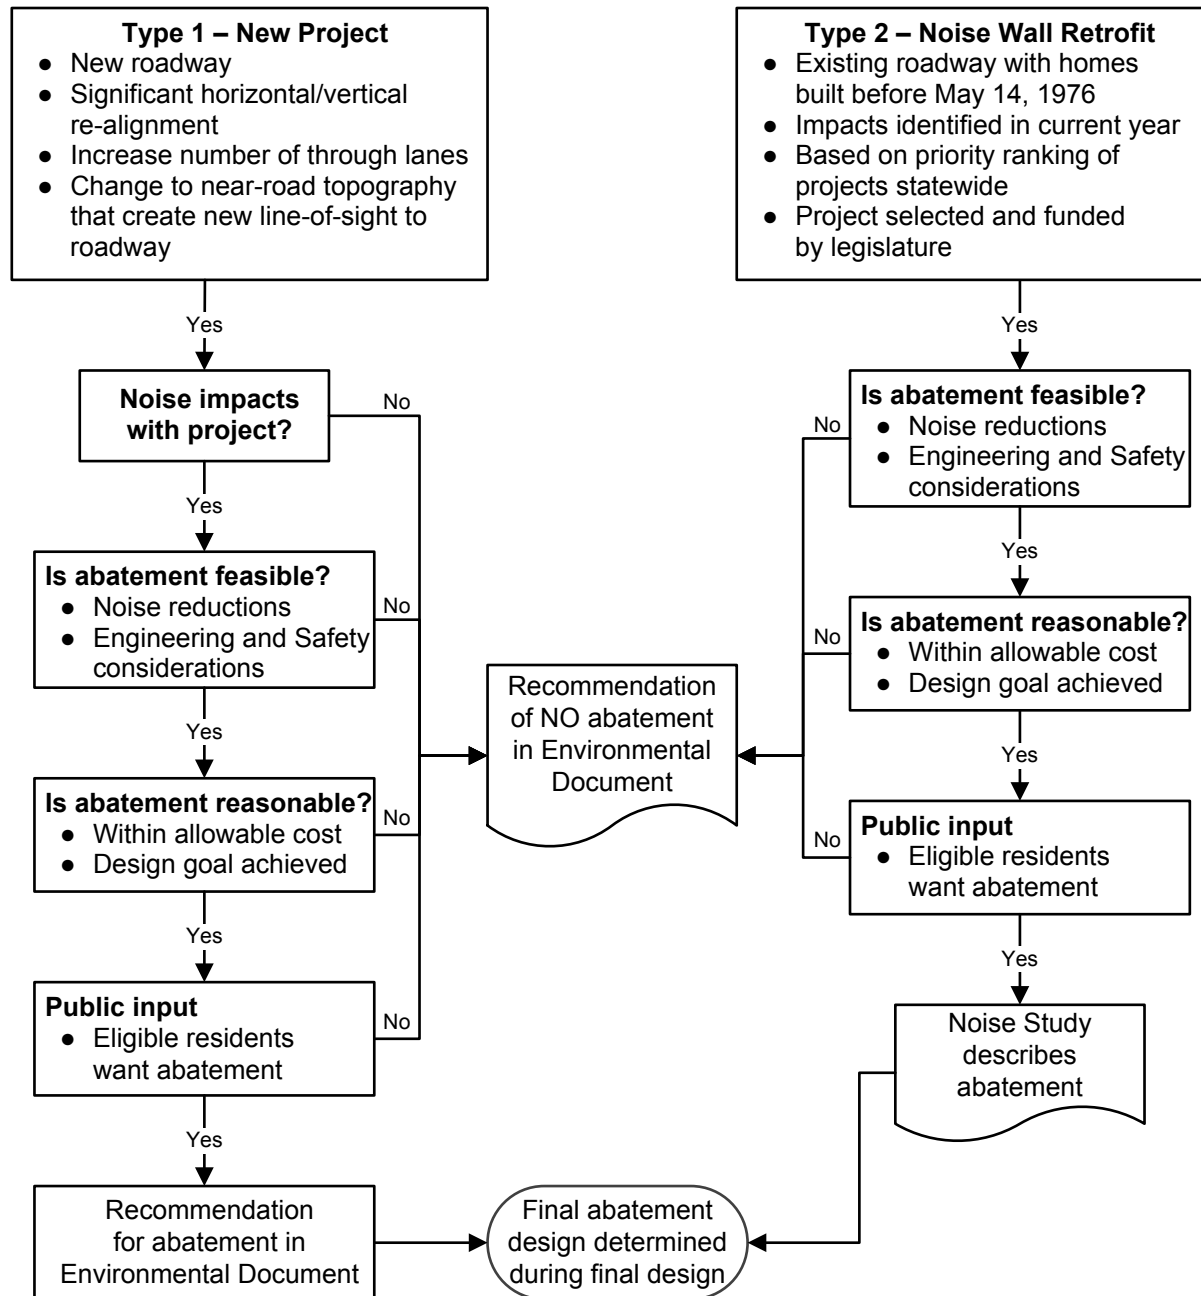 Type 1 – New Project
● New roadway
● Significant horizontal/vertical
re-alignment
● Increase number of through lanes
● Change to near-road topography
that create new line-of-sight to
roadway
Yes
Noise impacts
with project?
No
Yes
Is abatement feasible?
● Noise reductions
● Engineering and Safety
considerations
No
Yes
Is abatement reasonable?
● Within allowable cost
● Design goal achieved
No
Yes
Public input
● Eligible residents
want abatement
No
Yes
Recommendation
for abatement in
Environmental Document
Recommendation
of NO abatement
in Environmental
Document
Final abatement
design determined
during final design
Type 2 – Noise Wall Retrofit
● Existing roadway with homes
built before May 14, 1976
● Impacts identified in current year
● Based on priority ranking of
projects statewide
● Project selected and funded
by legislature
Yes
Is abatement feasible?
● Noise reductions
● Engineering and Safety
considerations
No
Yes
Is abatement reasonable?
● Within allowable cost
● Design goal achieved
No
Yes
Public input
● Eligible residents
want abatement
No
Yes
Noise Study
describes
abatement